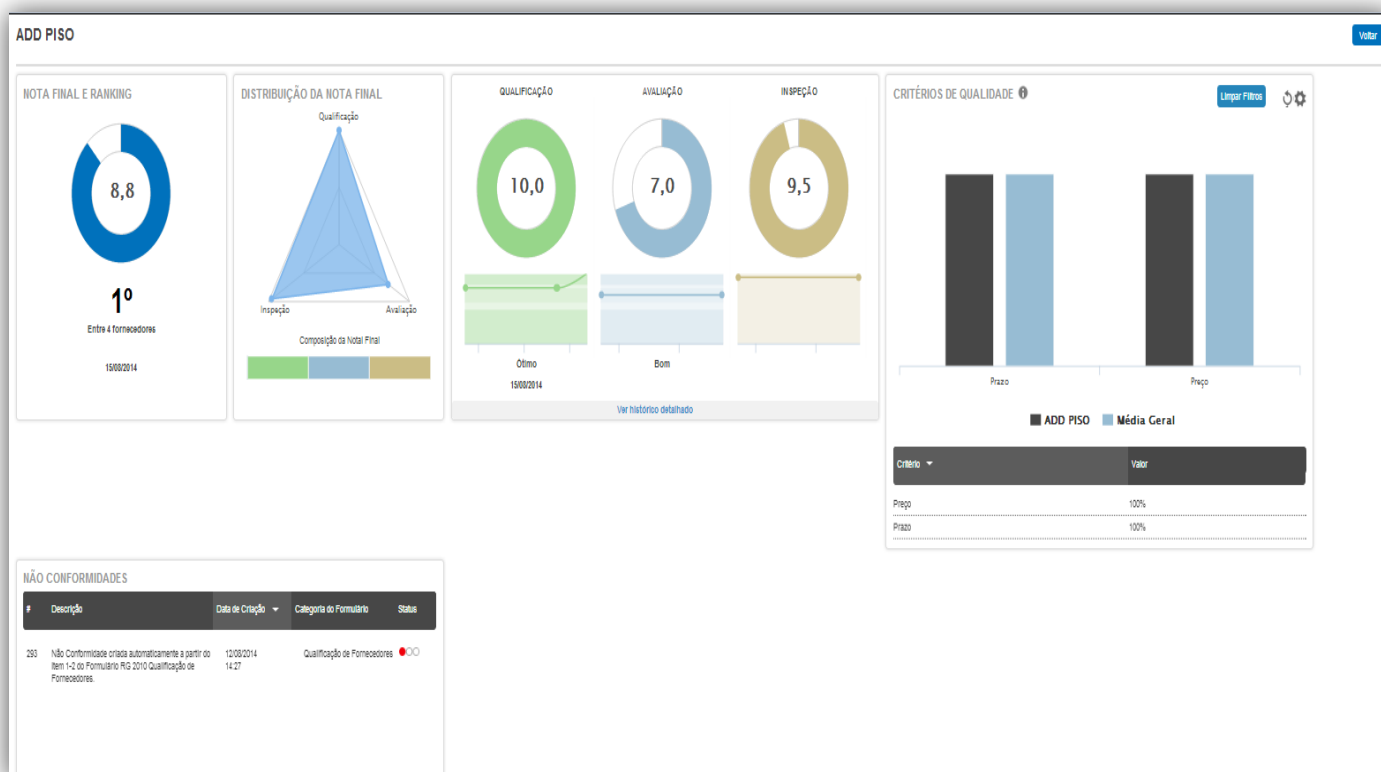 ADD PISO
Voltar
NOTA FINAL E RANKING
8,8
1º
Entre 4 fornecedores
15/08/2014
DISTRIBUIÇÃO DA NOTA FINAL
Qualificação
Inspeção
Avaliação
Composição da Notal Final
QUALIFICAÇÃO
AVALIAÇÃO
INSPEÇÃO
10,0
7,0
9,5
Ótimo
Bom
15/08/2014
Ver histórico detalhado
CRITÉRIOS DE QUALIDADE
Limpar Filtros
Prazo
Preço
ADD PISO
Média Geral
Critério
Valor
Preço
100%
Prazo
100%
NÃO CONFORMIDADES
# Descrição Data de Criação Categoria do Formulário Status
293 Não Conformidade criada automaticamente a partir do 12/08/2014 Qualificação de Fornecedores
item 1-2 do Formulário RG 2010 Qualificação de 14:27
Fornecedores.